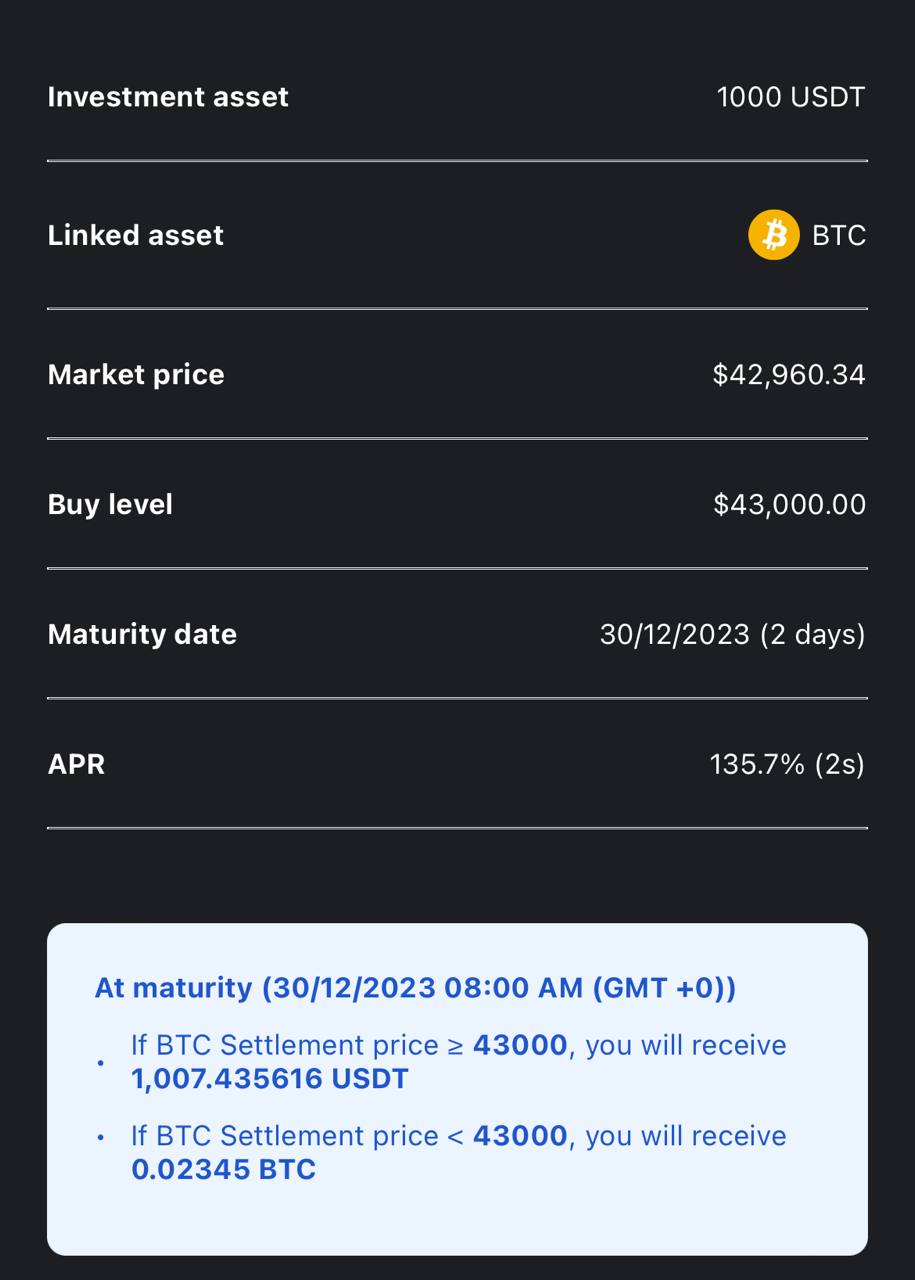 Investment asset 1000 USDT
Linked asset BTC
Market price $42,960.34
Buy level $43,000.00
Maturity date 30/12/2023 (2 days)
APR 135.7% (2s)
At maturity (30/12/2023 08:00 AM (GMT +0))
• If BTC Settlement price ≥ 43000, you will receive
1,007.435616 USDT
• If BTC Settlement price < 43000, you will receive
0.02345 BTC